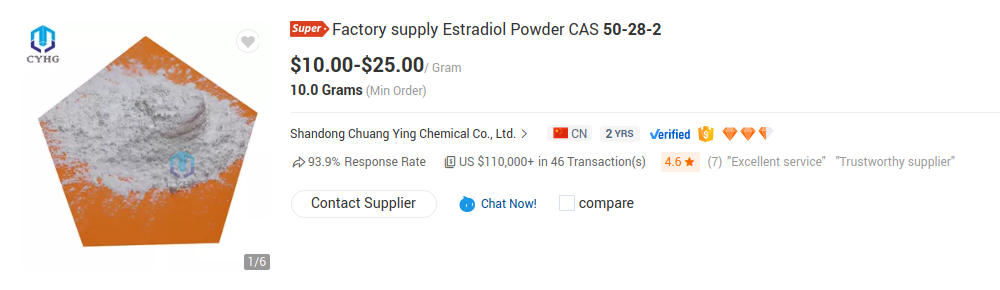 CYHG
1/6
Super Factory supply Estradiol Powder CAS 50-28-2
$10.00-$25.00/ Gram
10.0 Grams (Min Order)
Shandong Chuang Ying Chemical Co., Ltd. > CN 2 YRS Verified
93.9% Response Rate US $110,000+ in 46 Transaction(s) 4.6 ★ (7) "Excellent service" "Trustworthy supplier"
Contact Supplier Chat Now! compare